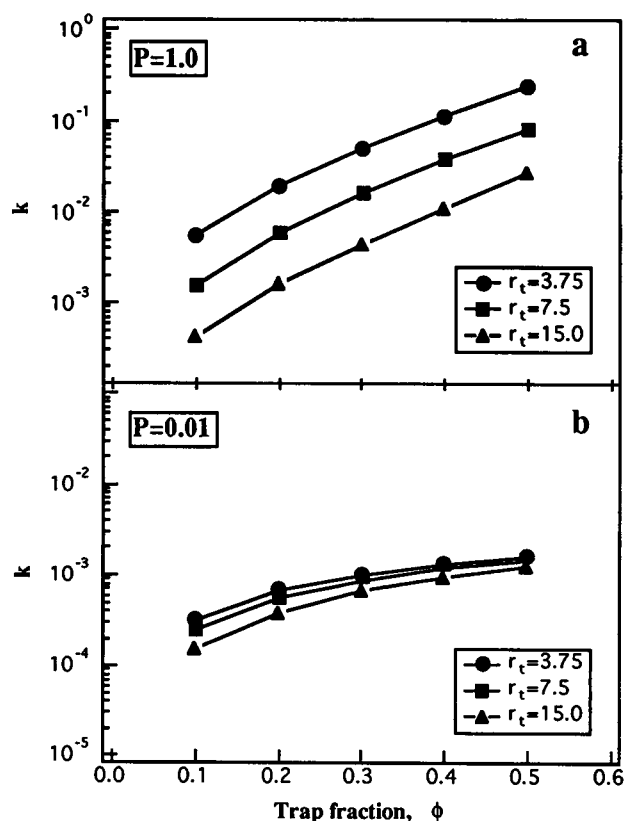 a
P=1.0
10⁰
10⁻¹
10⁻²
10⁻³
k
r_t=3.75
r_t=7.5
r_t=15.0
b
P=0.01
10⁻²
10⁻³
10⁻⁴
10⁻⁵
k
r_t=3.75
r_t=7.5
r_t=15.0
0.0 0.1 0.2 0.3 0.4 0.5 0.6
Trap fraction, ϕ